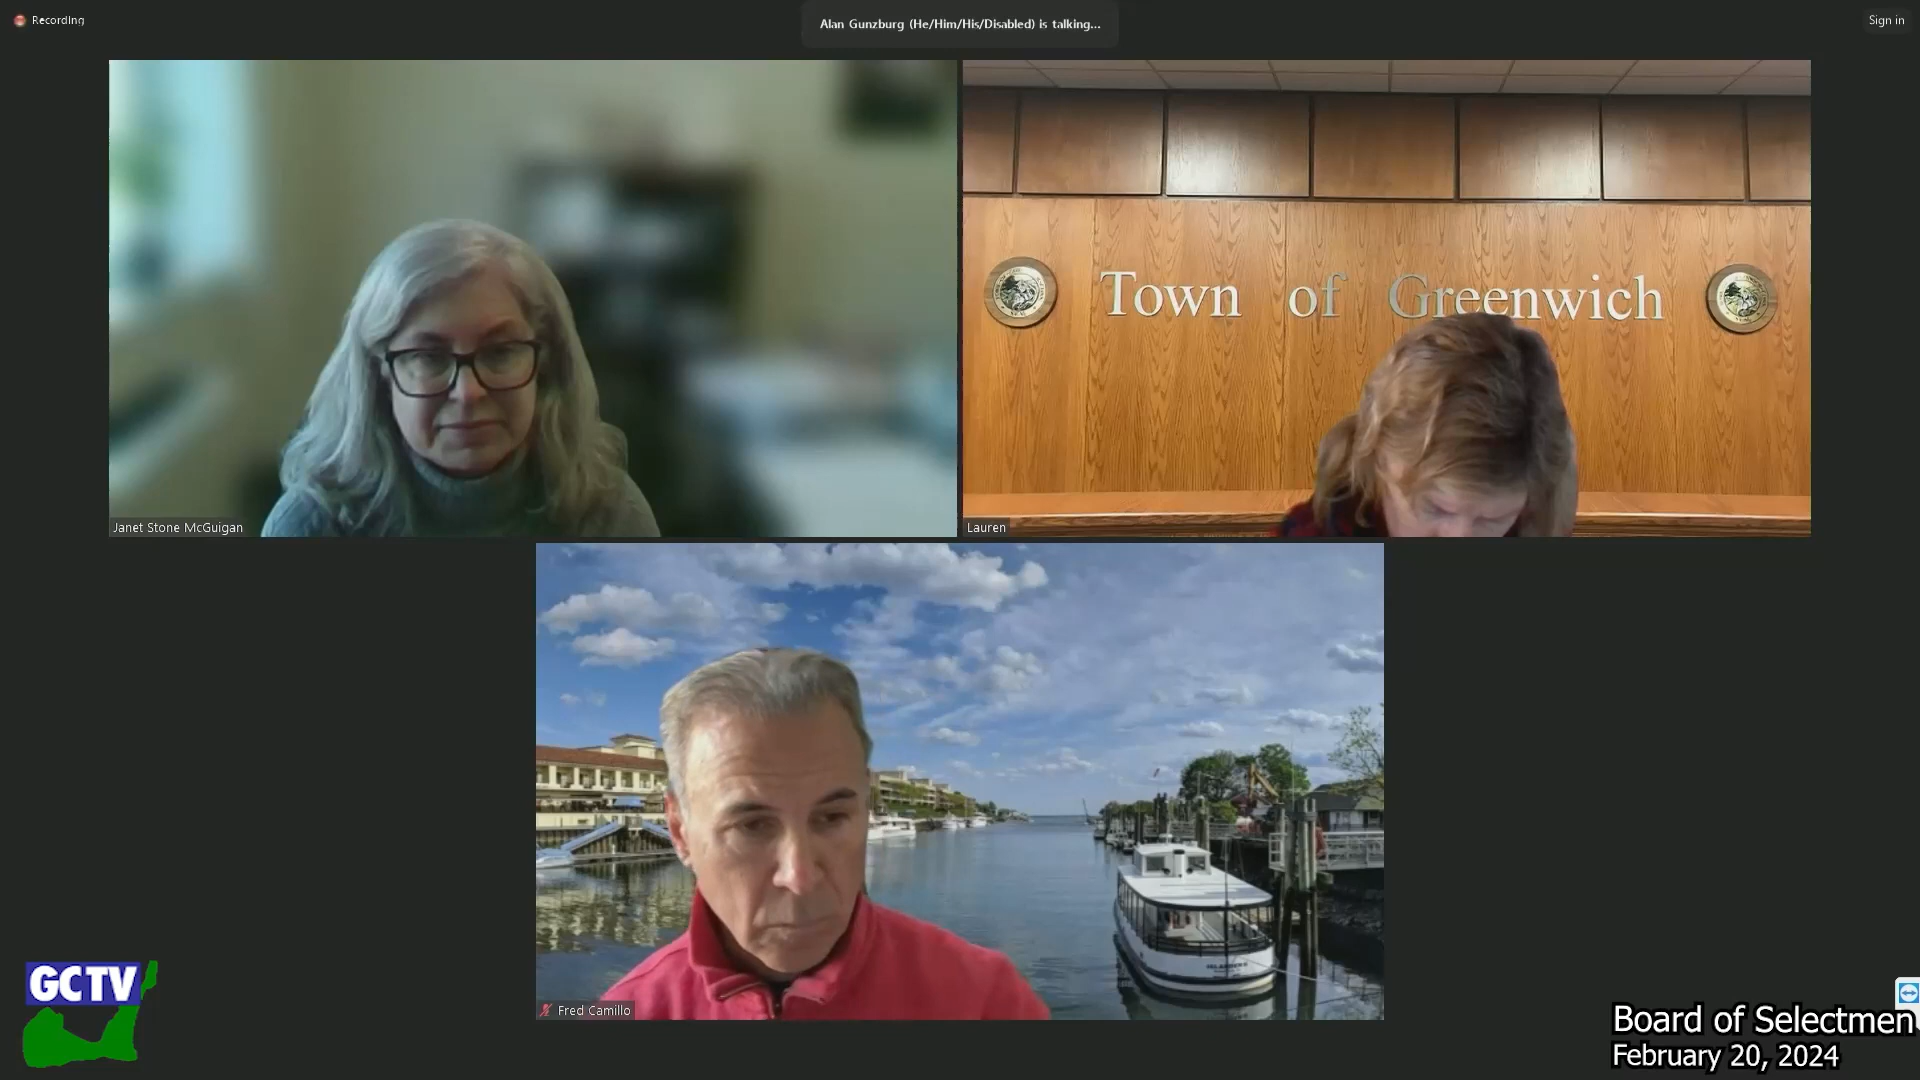 Recording
Alan Gunzburg (He/Him/His/Disabled) is talking...
Sign in
Town of Greenwich
Janet Stone McGuigan
Lauren
Fred Camillo
GCTV
Board of Selectmen
February 20, 2024